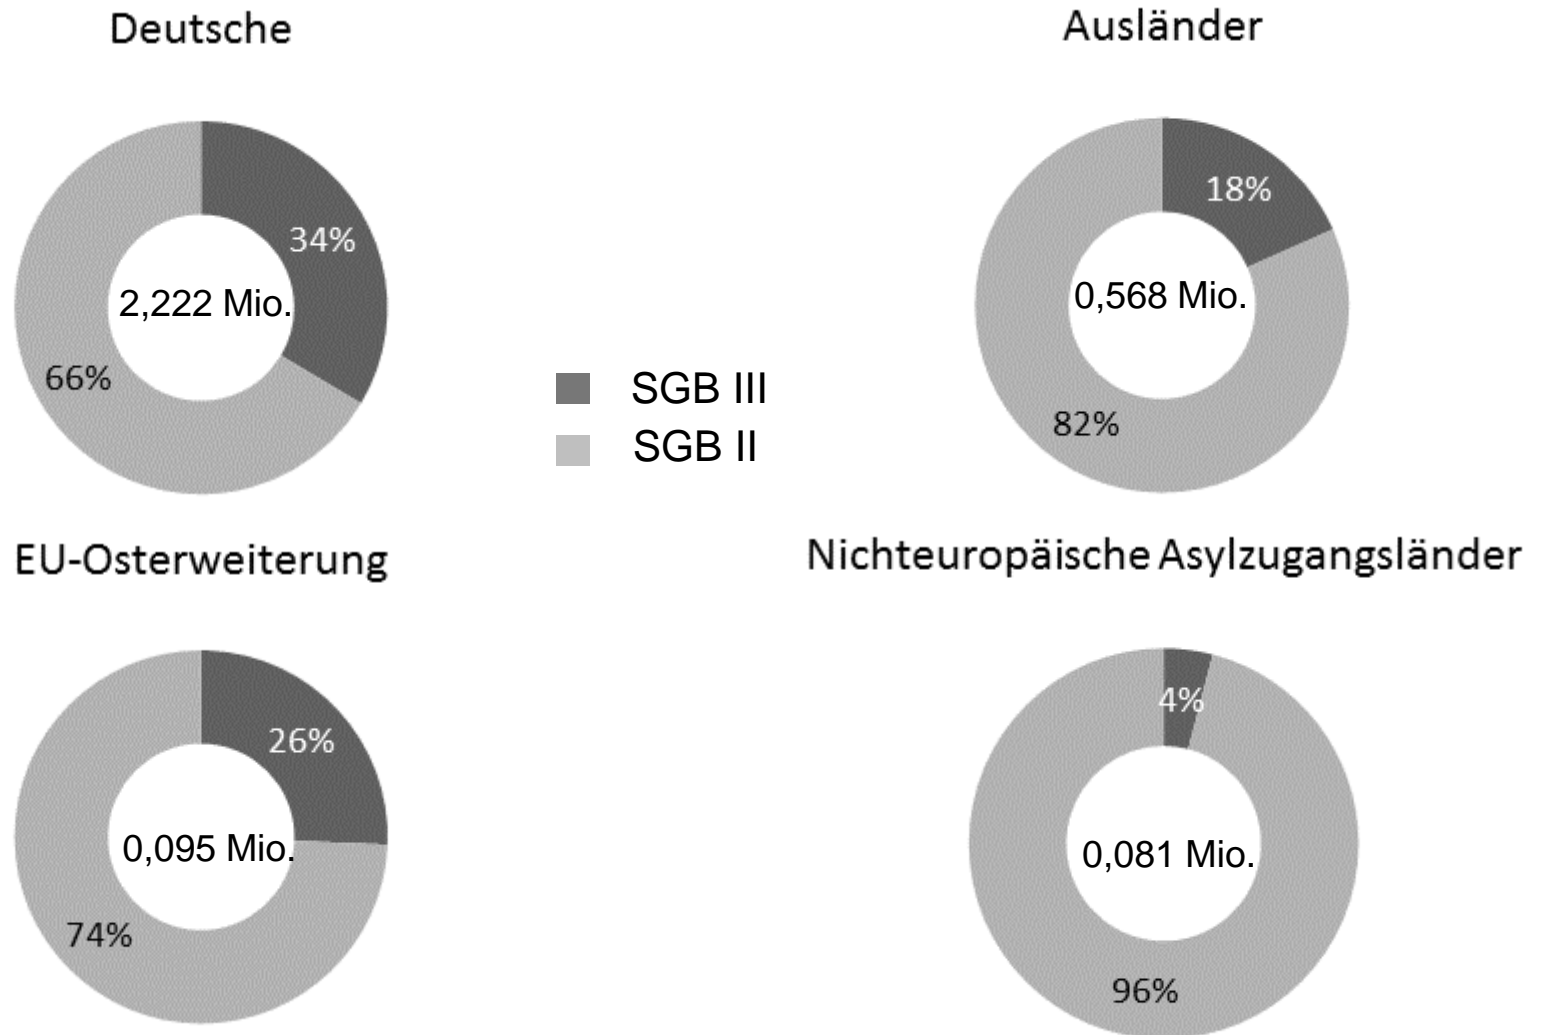 Deutsche
34%
2,222 Mio.
66%
Ausländer
18%
0,568 Mio.
82%
SGB III
SGB II
EU-Osterweiterung
26%
0,095 Mio.
74%
Nichteuropäische Asylzugangsländer
4%
0,081 Mio.
96%